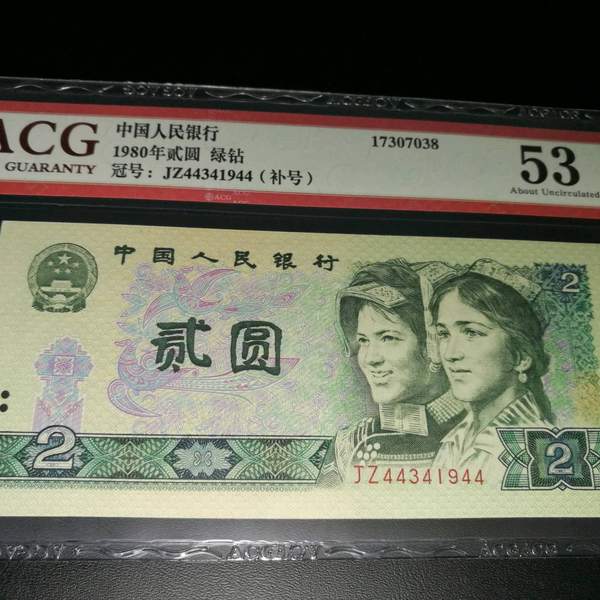 ACG
GUARANTY
中国人民银行
1980年贰圆 绿钻
冠号：JZ44341944（补号）
17307038
53
About Uncirculated
ACG
中国人民银行
2
贰圆
2
JZ44341944
2